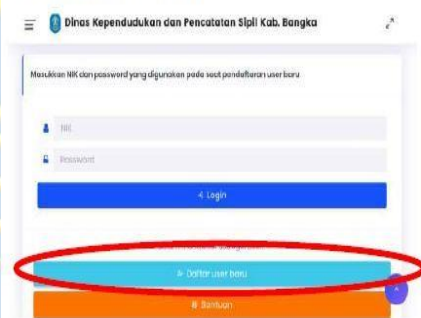 Dinas Kependudukan dan Pencatatan Sipil Kab. Bangka
Masukkan NIK dan password yang digunakan pada saat pendaftaran user baru
NIK
Password
Login
Daftar user baru
Bantuan